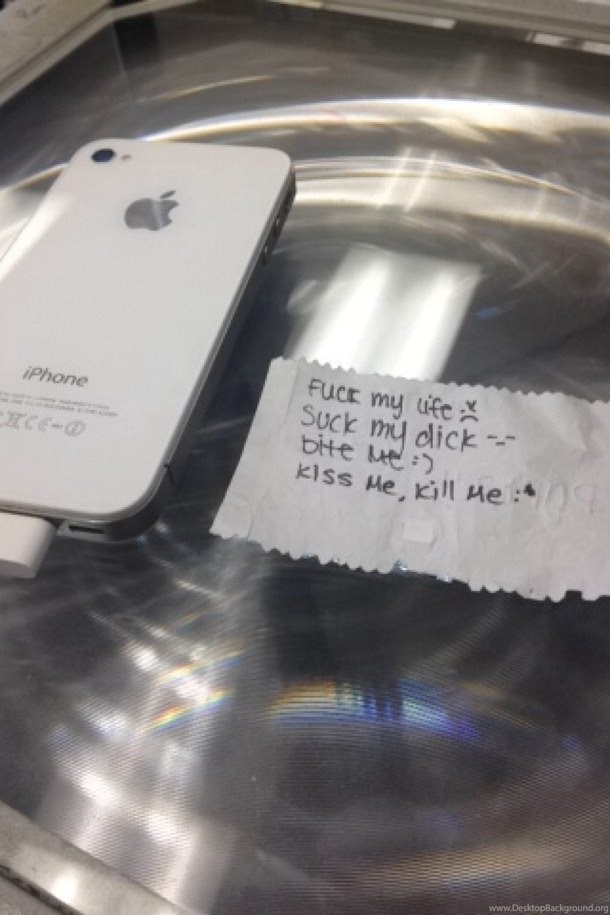 iPhone
Fuck my life :'(
Suck my dick -.-
bite me :)
Kiss me, kill me :*
www.DesktopBackground.org